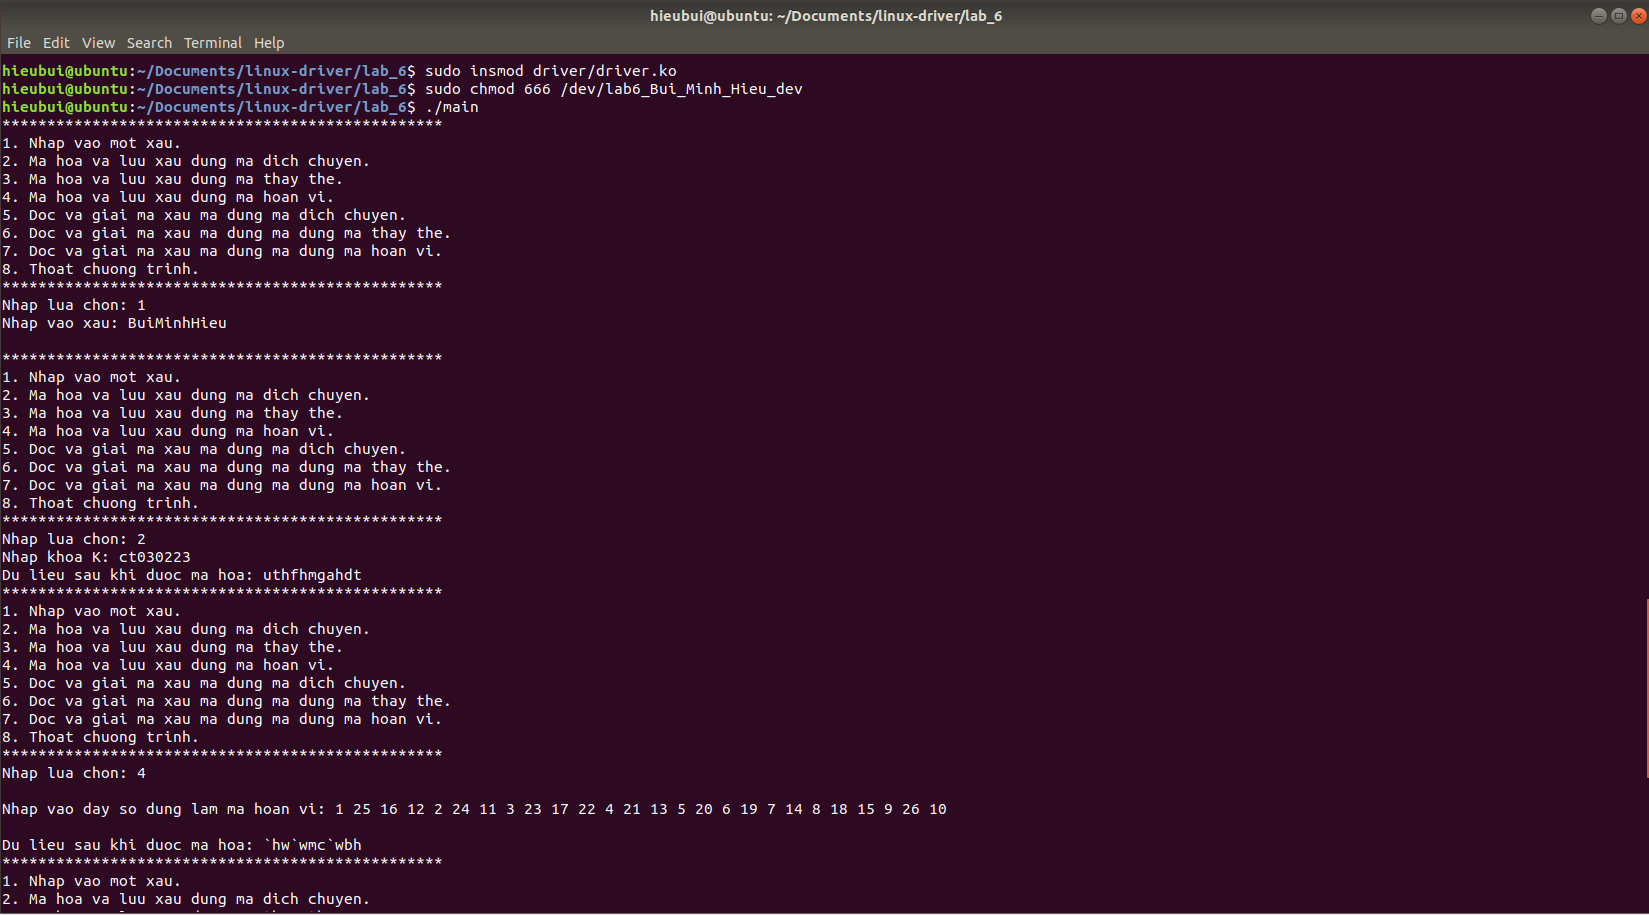 hieubui@ubuntu: ~/Documents/linux-driver/lab_6
File Edit View Search Terminal Help
hieubui@ubuntu:~/Documents/linux-driver/lab_6$ sudo insmod driver/driver.ko
hieubui@ubuntu:~/Documents/linux-driver/lab_6$ sudo chmod 666 /dev/lab6_Bui_Minh_Hieu_dev
hieubui@ubuntu:~/Documents/linux-driver/lab_6$ ./main
*************************************************
1. Nhap vao mot xau.
2. Ma hoa va luu xau dung ma dich chuyen.
3. Ma hoa va luu xau dung ma thay the.
4. Ma hoa va luu xau dung ma hoan vi.
5. Doc va giai ma xau ma dung ma dich chuyen.
6. Doc va giai ma xau ma dung ma dung ma thay the.
7. Doc va giai ma xau ma dung ma dung ma hoan vi.
8. Thoat chuong trinh.
*************************************************
Nhap lua chon: 1
Nhap vao xau: BuiMinhHieu
*************************************************
1. Nhap vao mot xau.
2. Ma hoa va luu xau dung ma dich chuyen.
3. Ma hoa va luu xau dung ma thay the.
4. Ma hoa va luu xau dung ma hoan vi.
5. Doc va giai ma xau ma dung ma dich chuyen.
6. Doc va giai ma xau ma dung ma dung ma thay the.
7. Doc va giai ma xau ma dung ma dung ma hoan vi.
8. Thoat chuong trinh.
*************************************************
Nhap lua chon: 2
Nhap khoa K: ct030223
Du lieu sau khi duoc ma hoa: uthfhmgahdt
*************************************************
1. Nhap vao mot xau.
2. Ma hoa va luu xau dung ma dich chuyen.
3. Ma hoa va luu xau dung ma thay the.
4. Ma hoa va luu xau dung ma hoan vi.
5. Doc va giai ma xau ma dung ma dich chuyen.
6. Doc va giai ma xau ma dung ma dung ma thay the.
7. Doc va giai ma xau ma dung ma dung ma hoan vi.
8. Thoat chuong trinh.
*************************************************
Nhap lua chon: 4
Nhap vao day so dung lam ma hoan vi: 1 25 16 12 2 24 11 3 23 17 22 4 21 13 5 20 6 19 7 14 8 18 15 9 26 10
Du lieu sau khi duoc ma hoa: `hw`wmc`wbh
*************************************************
1. Nhap vao mot xau.
2. Ma hoa va luu xau dung ma dich chuyen.